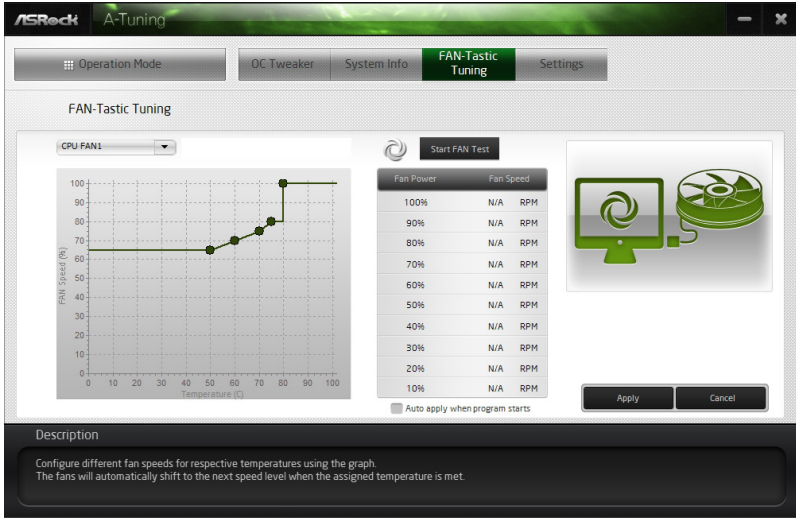 ASRock A-Tuning
Operation Mode
OC Tweaker
System Info
FAN-Tastic
Tuning
Settings
FAN-Tastic Tuning
CPU FAN1
100
90
80
70
60
50
40
30
20
10
0
FAN Speed (%)
0 10 20 30 40 50 60 70 80 90 100
Temperature (C)
Start FAN Test
Fan Power Fan Speed
100% N/A RPM
90% N/A RPM
80% N/A RPM
70% N/A RPM
60% N/A RPM
50% N/A RPM
40% N/A RPM
30% N/A RPM
20% N/A RPM
10% N/A RPM
Auto apply when program starts
Apply
Cancel
Description
Configure different fan speeds for respective temperatures using the graph.
The fans will automatically shift to the next speed level when the assigned temperature is met.